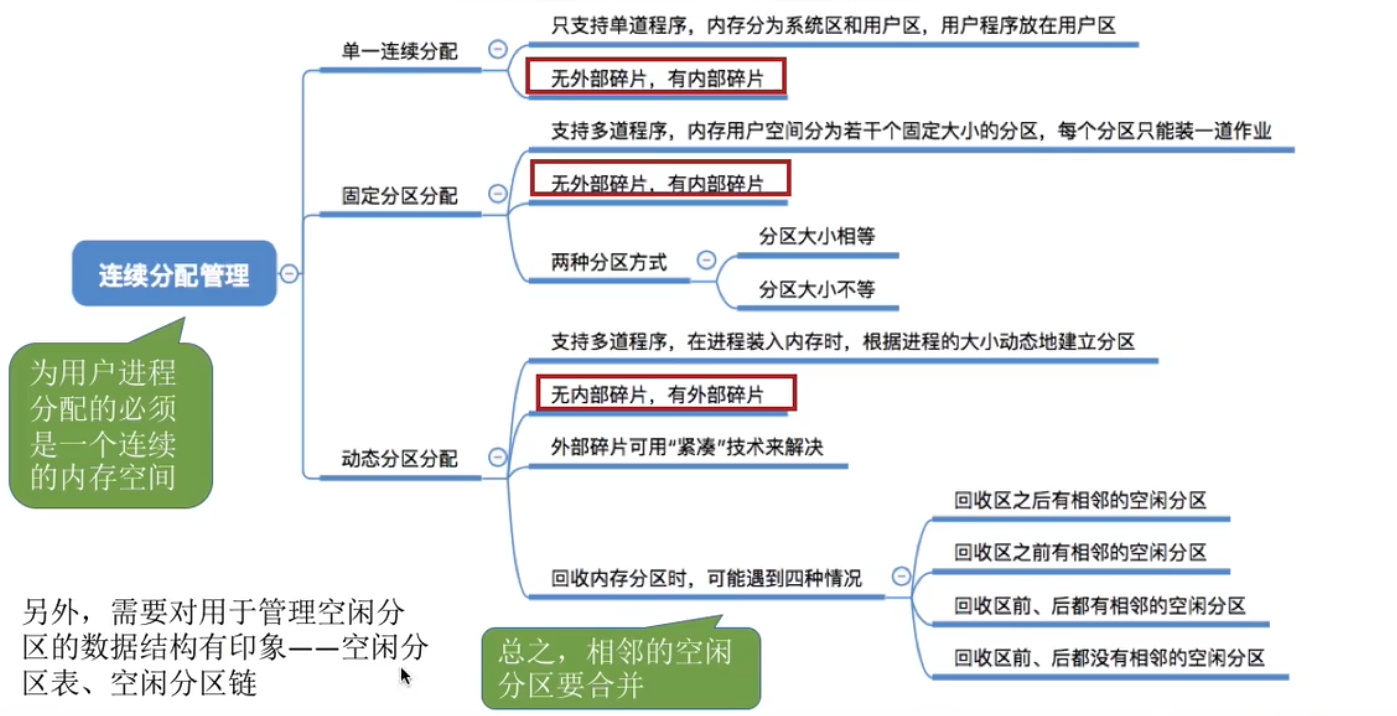 只支持单道程序，内存分为系统区和用户区，用户程序放在用户区
单一连续分配
无外部碎片，有内部碎片
支持多道程序，内存用户空间分为若干个固定大小的分区，每个分区只能装一道作业
固定分区分配
无外部碎片，有内部碎片
两种分区方式
分区大小相等
分区大小不等
连续分配管理
为用户进程
分配的必须
是一个连续
的内存空间
支持多道程序，在进程装入内存时，根据进程的大小动态地建立分区
无内部碎片，有外部碎片
动态分区分配
外部碎片可用“紧凑”技术来解决
回收内存分区时，可能遇到四种情况
回收区之后有相邻的空闲分区
回收区之前有相邻的空闲分区
回收区前、后都有相邻的空闲分区
回收区前、后都没有相邻的空闲分区
总之，相邻的空闲
分区要合并
另外，需要对用于管理空闲分
区的数据结构有印象——空闲分
区表、空闲分区链